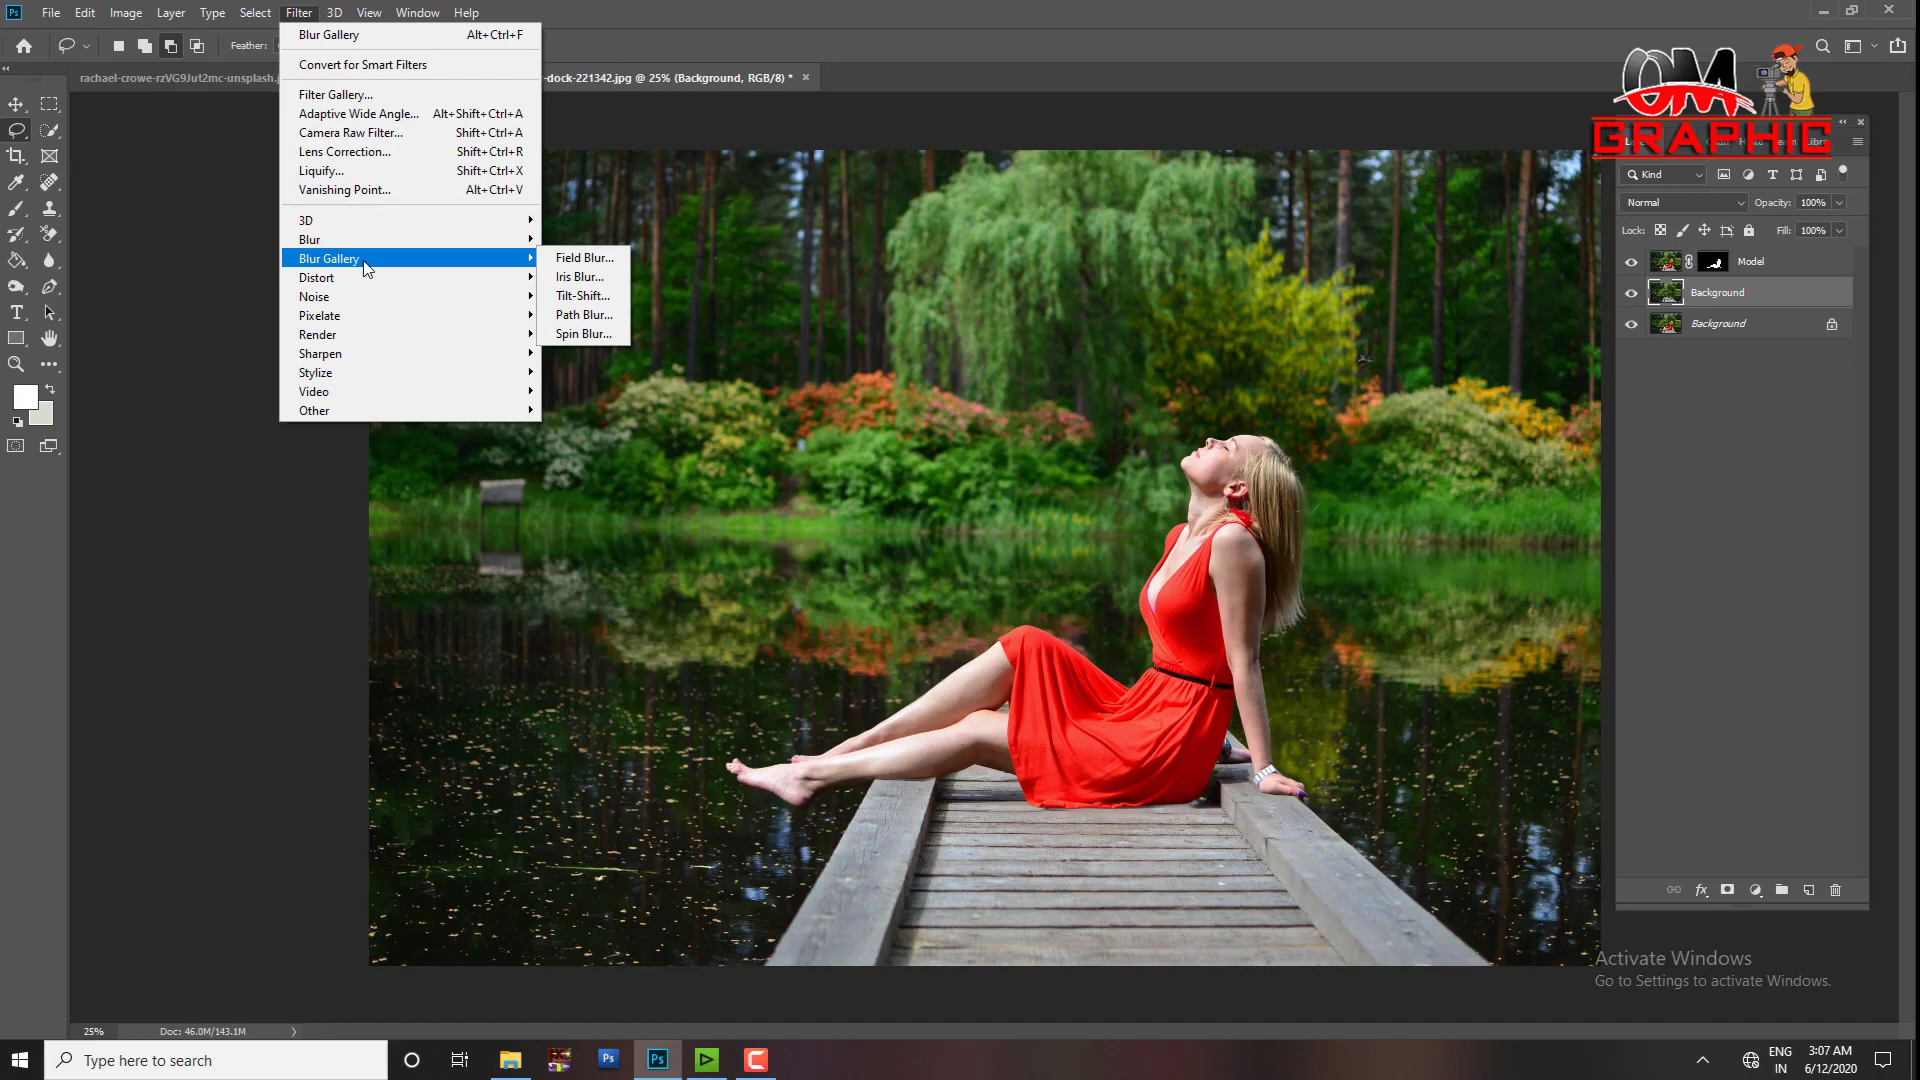 File Edit Image Layer Type Select Filter 3D View Window Help
Feather:
rachael-crowe-rzVG9Jut2mc-unsplash.j
-dock-221342.jpg @ 25% (Background, RGB/8) *
Blur Gallery Alt+Ctrl+F
Convert for Smart Filters
Filter Gallery...
Adaptive Wide Angle... Alt+Shift+Ctrl+A
Camera Raw Filter... Shift+Ctrl+A
Lens Correction... Shift+Ctrl+R
Liquify... Shift+Ctrl+X
Vanishing Point... Alt+Ctrl+V
3D
Blur
Blur Gallery
Distort
Noise
Pixelate
Render
Sharpen
Stylize
Video
Other
Field Blur...
Iris Blur...
Tilt-Shift...
Path Blur...
Spin Blur...
OM
GRAPHIC
Kind
Normal Opacity: 100%
Lock: Fill: 100%
Model
Background
Background
Activate Windows
Go to Settings to activate Windows.
25% Doc: 46.0M/143.1M
Type here to search
ENG
IN
3:07 AM
6/12/2020